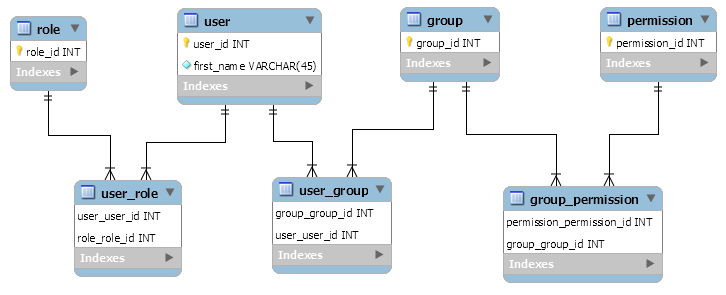 role
role_id INT
Indexes
user
user_id INT
first_name VARCHAR(45)
Indexes
group
group_id INT
Indexes
permission
permission_id INT
Indexes
user_role
user_user_id INT
role_role_id INT
Indexes
user_group
group_group_id INT
user_user_id INT
Indexes
group_permission
permission_permission_id INT
group_group_id INT
Indexes